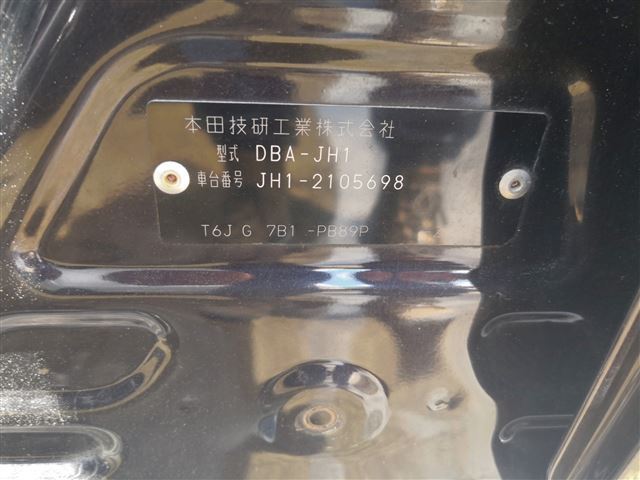 本田技研工業株式会社
型式 DBA-JH1
車台番号 JH1-2105698
T6J G 7B1 -PB89P